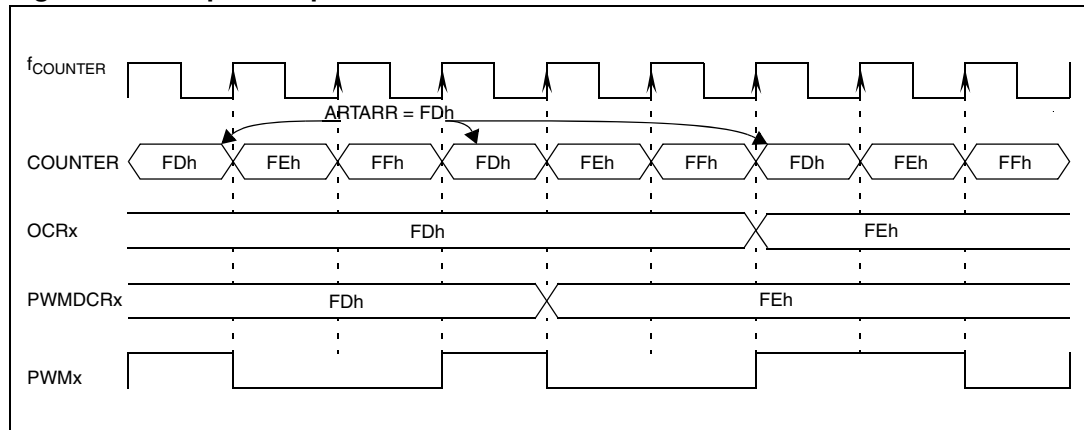 fCOUNTER
ARTARR = FDh
COUNTER FDh FEh FFh FDh FEh FFh FDh FEh FFh
OCRx FDh FEh
PWMDCRx FDh FEh
PWMx